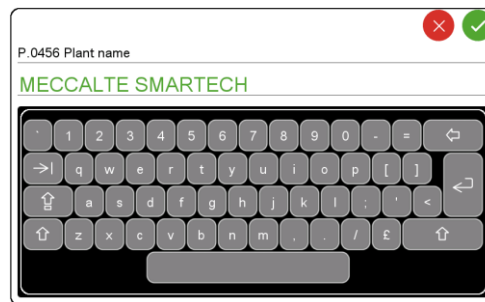 P.0456 Plant name
MECCALTE SMARTECH
` 1 2 3 4 5 6 7 8 9 0 - =
q w e r t y u i o p [ ]
a s d f g h j k l ; ' <
z x c v b n m , . / £